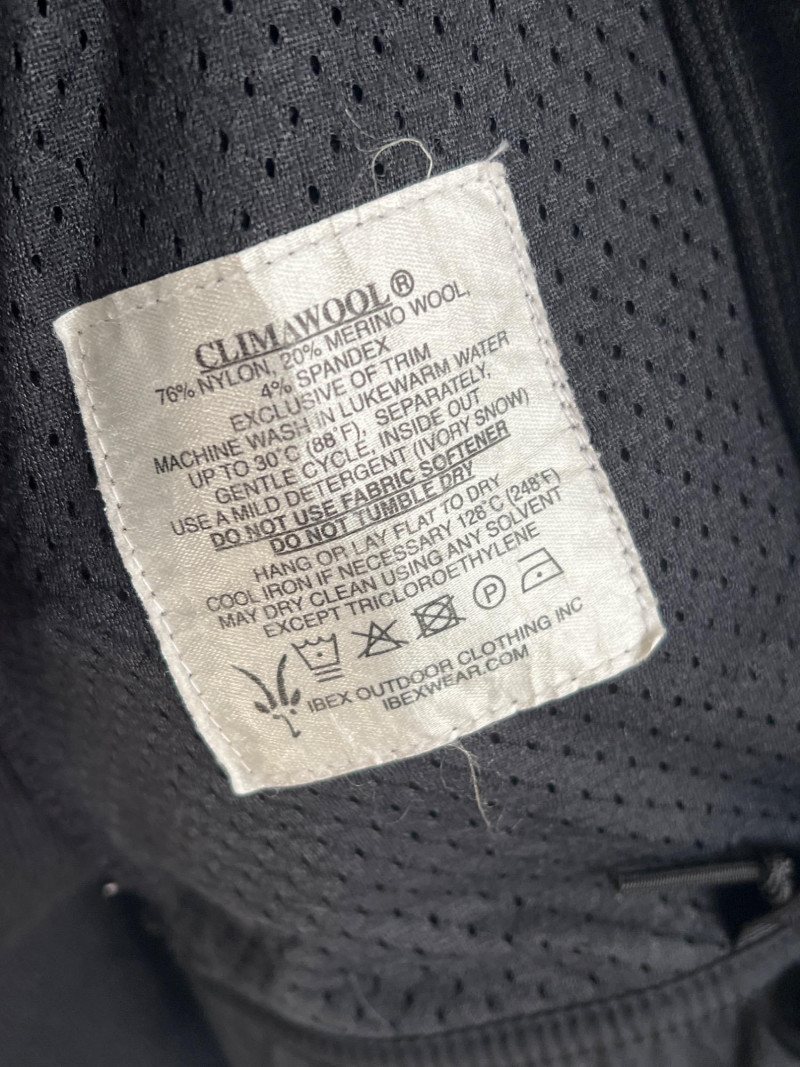 CLIMAWOOL®
76% NYLON, 20% MERINO WOOL,
4% SPANDEX
EXCLUSIVE OF TRIM
MACHINE WASH IN LUKEWARM WATER
UP TO 30°C (88°F), SEPARATELY,
GENTLE CYCLE, INSIDE OUT
USE A MILD DETERGENT (IVORY SNOW)
DO NOT USE FABRIC SOFTENER
DO NOT TUMBLE DRY
HANG OR LAY FLAT TO DRY
COOL IRON IF NECESSARY 128°C (248°F)
MAY DRY CLEAN USING ANY SOLVENT
EXCEPT TRICLOROETHYLENE
P
IBEX OUTDOOR CLOTHING INC
IBEXWEAR.COM